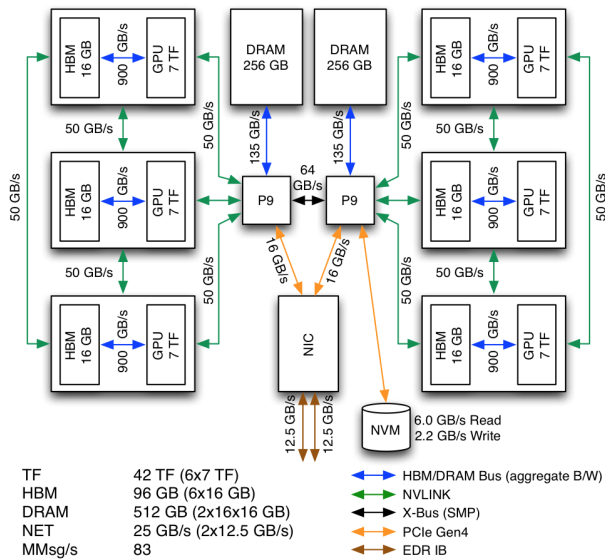 HBM
16 GB
900 GB/s
GPU
7 TF
DRAM
256 GB
DRAM
256 GB
HBM
16 GB
900 GB/s
GPU
7 TF
50 GB/s
50 GB/s
135 GB/s
135 GB/s
50 GB/s
50 GB/s
50 GB/s
HBM
16 GB
900 GB/s
GPU
7 TF
P9
64
GB/s
P9
HBM
16 GB
900 GB/s
GPU
7 TF
50 GB/s
50 GB/s
50 GB/s
16 GB/s
16 GB/s
50 GB/s
50 GB/s
HBM
16 GB
900 GB/s
GPU
7 TF
NIC
HBM
16 GB
900 GB/s
GPU
7 TF
12.5 GB/s
12.5 GB/s
NVM
6.0 GB/s Read
2.2 GB/s Write
TF 42 TF (6x7 TF)
HBM 96 GB (6x16 GB)
DRAM 512 GB (2x16x16 GB)
NET 25 GB/s (2x12.5 GB/s)
MMsg/s 83
HBM/DRAM Bus (aggregate B/W)
NVLINK
X-Bus (SMP)
PCIe Gen4
EDR IB